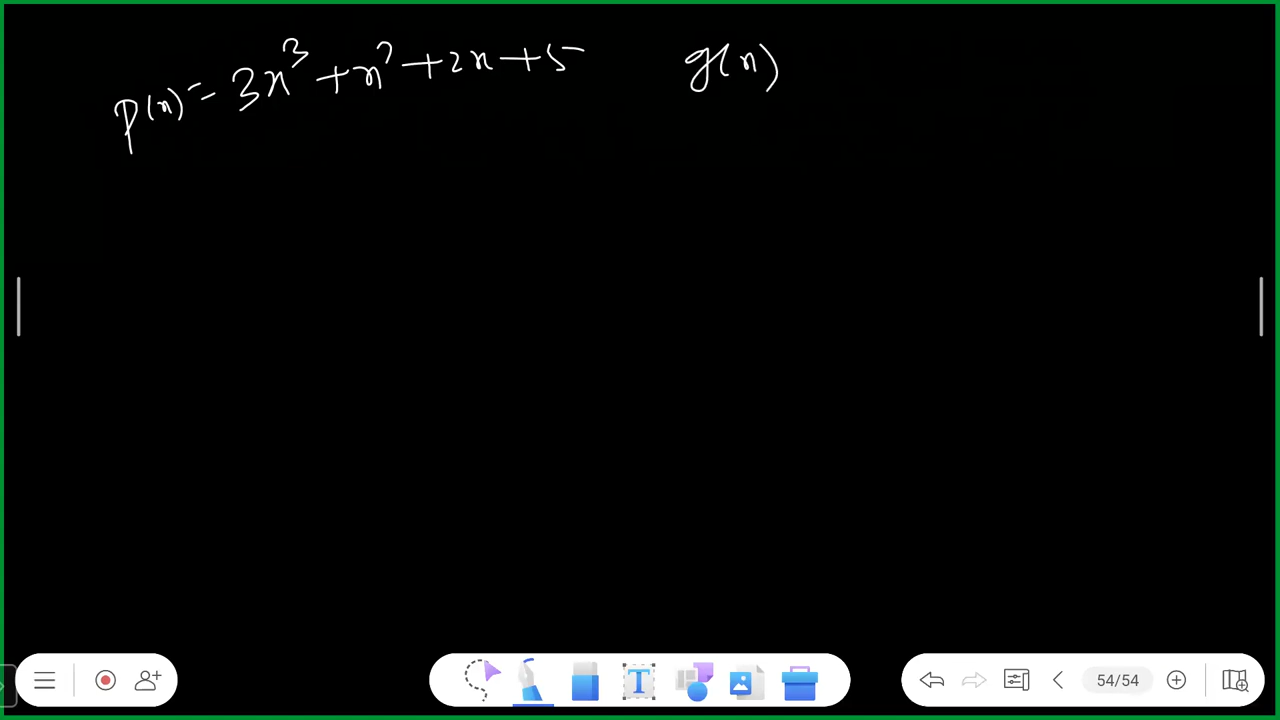 p(x) = 3x³ + x² + 2x + 5 g(x)
T
54/54